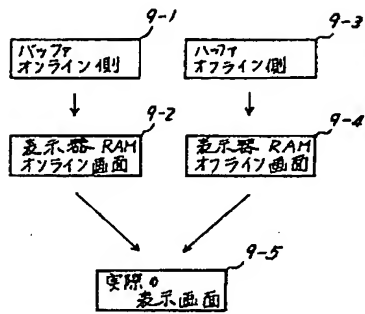 9-1
バッファ
オンライン側
9-3
ハッファ
オフライン側
9-2
表示器 RAM
オンライン画面
9-4
表示器 RAM
オフライン画面
9-5
実際の
表示画面